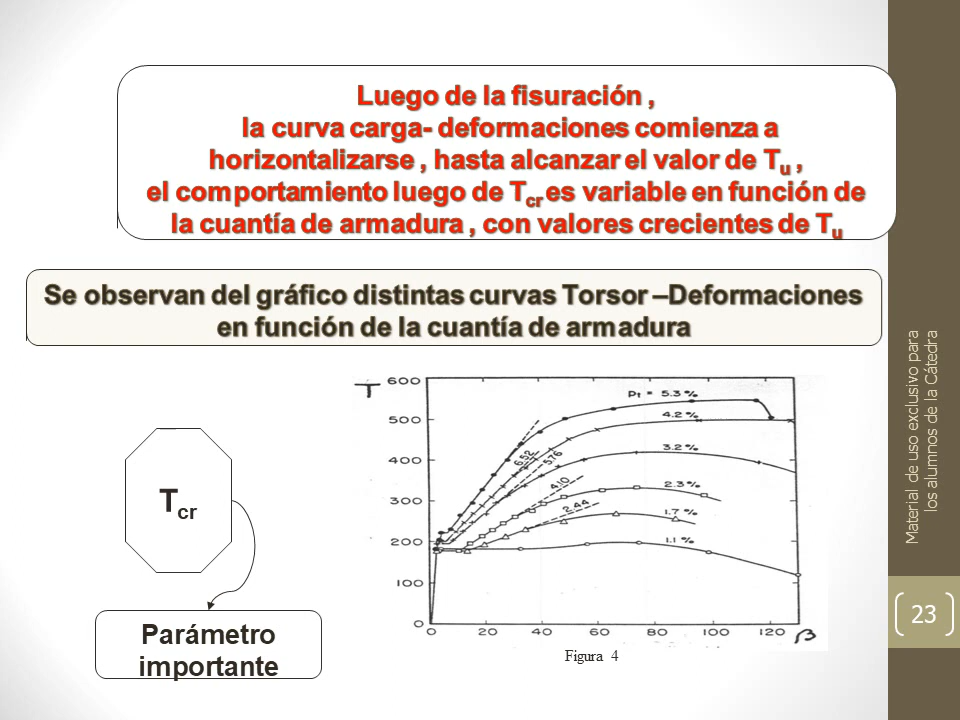 Luego de la fisuración ,
la curva carga- deformaciones comienza a
horizontalizarse , hasta alcanzar el valor de Tu ,
el comportamiento luego de Tcr es variable en función de
la cuantía de armadura , con valores crecientes de Tu
Se observan del gráfico distintas curvas Torsor –Deformaciones
en función de la cuantía de armadura
Tcr
Parámetro
importante
T
600
500
400
300
200
100
0
Pt = 5.3 %
4.2 %
3.2 %
2.3 %
1.7 %
1.1 %
6.52
5.76
4.10
2.44
0 20 40 60 80 100 120 β
Figura 4
Material de uso exclusivo para
los alumnos de la Cátedra
23